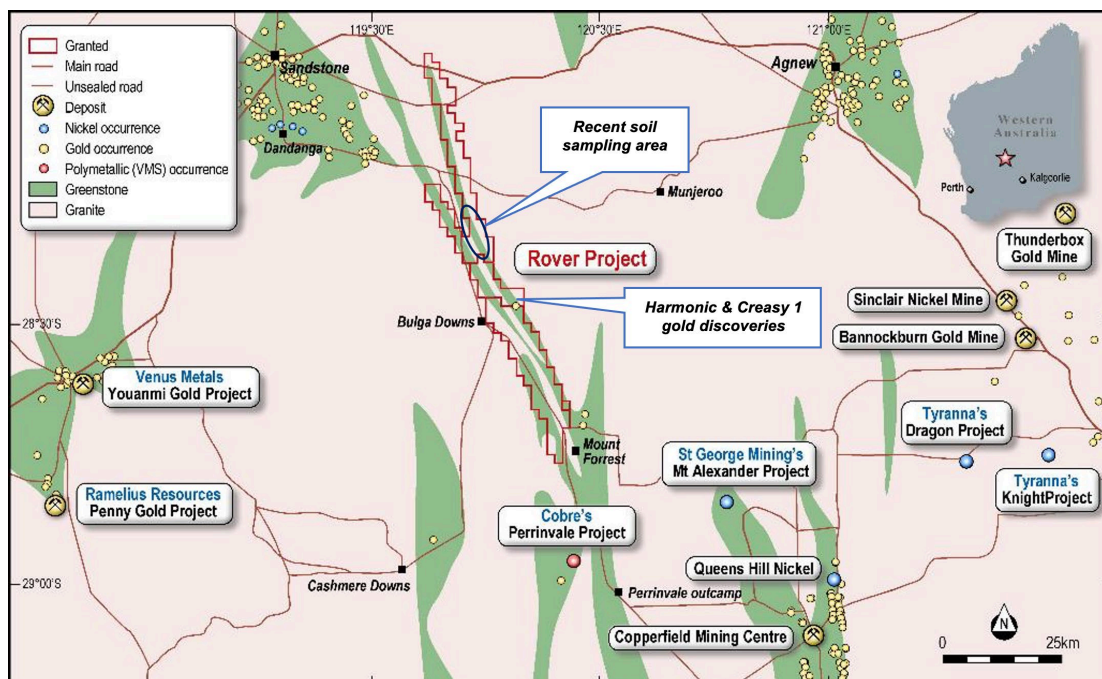 119°30'E
120°30'E
121°00'E
Granted
Main road
Unsealed road
Deposit
Nickel occurrence
Gold occurrence
Polymetallic (VMS) occurrence
Greenstone
Granite
Sandstone
Dandanga
Agnew
Recent soil
sampling area
Munjeroo
Western
Australia
Perth
Kalgoorlie
Thunderbox
Gold Mine
Rover Project
Harmonic & Creasy 1
gold discoveries
Sinclair Nickel Mine
Bannockburn Gold Mine
28°30'S
Bulga Downs
Venus Metals
Youanmi Gold Project
Mount
Forrest
Tyranna's
Dragon Project
St George Mining's
Mt Alexander Project
Tyranna's
KnightProject
Ramelius Resources
Penny Gold Project
Cobre's
Perrinvale Project
29°00'S
Cashmere Downs
Queens Hill Nickel
Perrinvale outcamp
Copperfield Mining Centre
N
0 25km